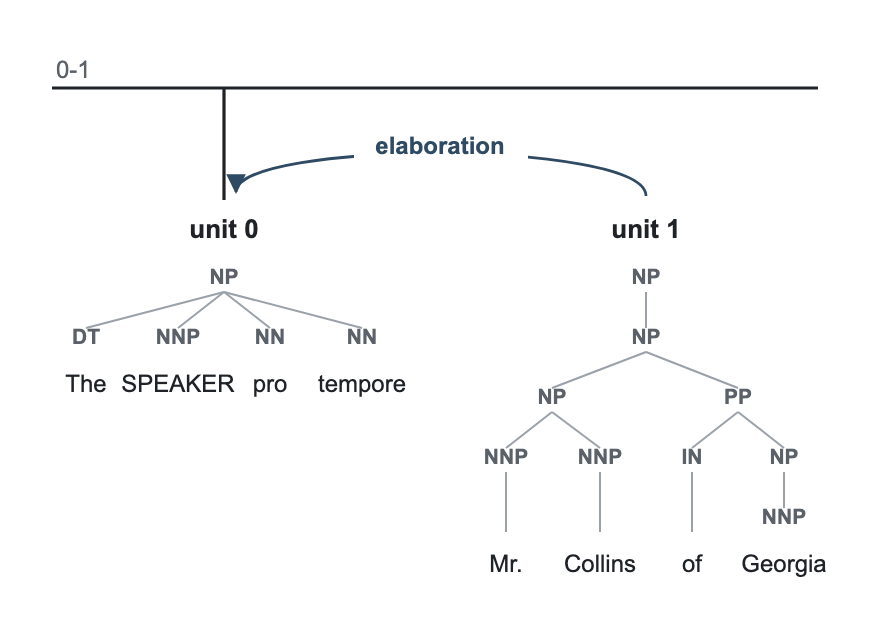 0-1
elaboration
unit 0 unit 1
NP NP
DT NNP NN NN NP
The SPEAKER pro tempore
NP PP
NNP NNP IN NP
NNP
Mr. Collins of Georgia